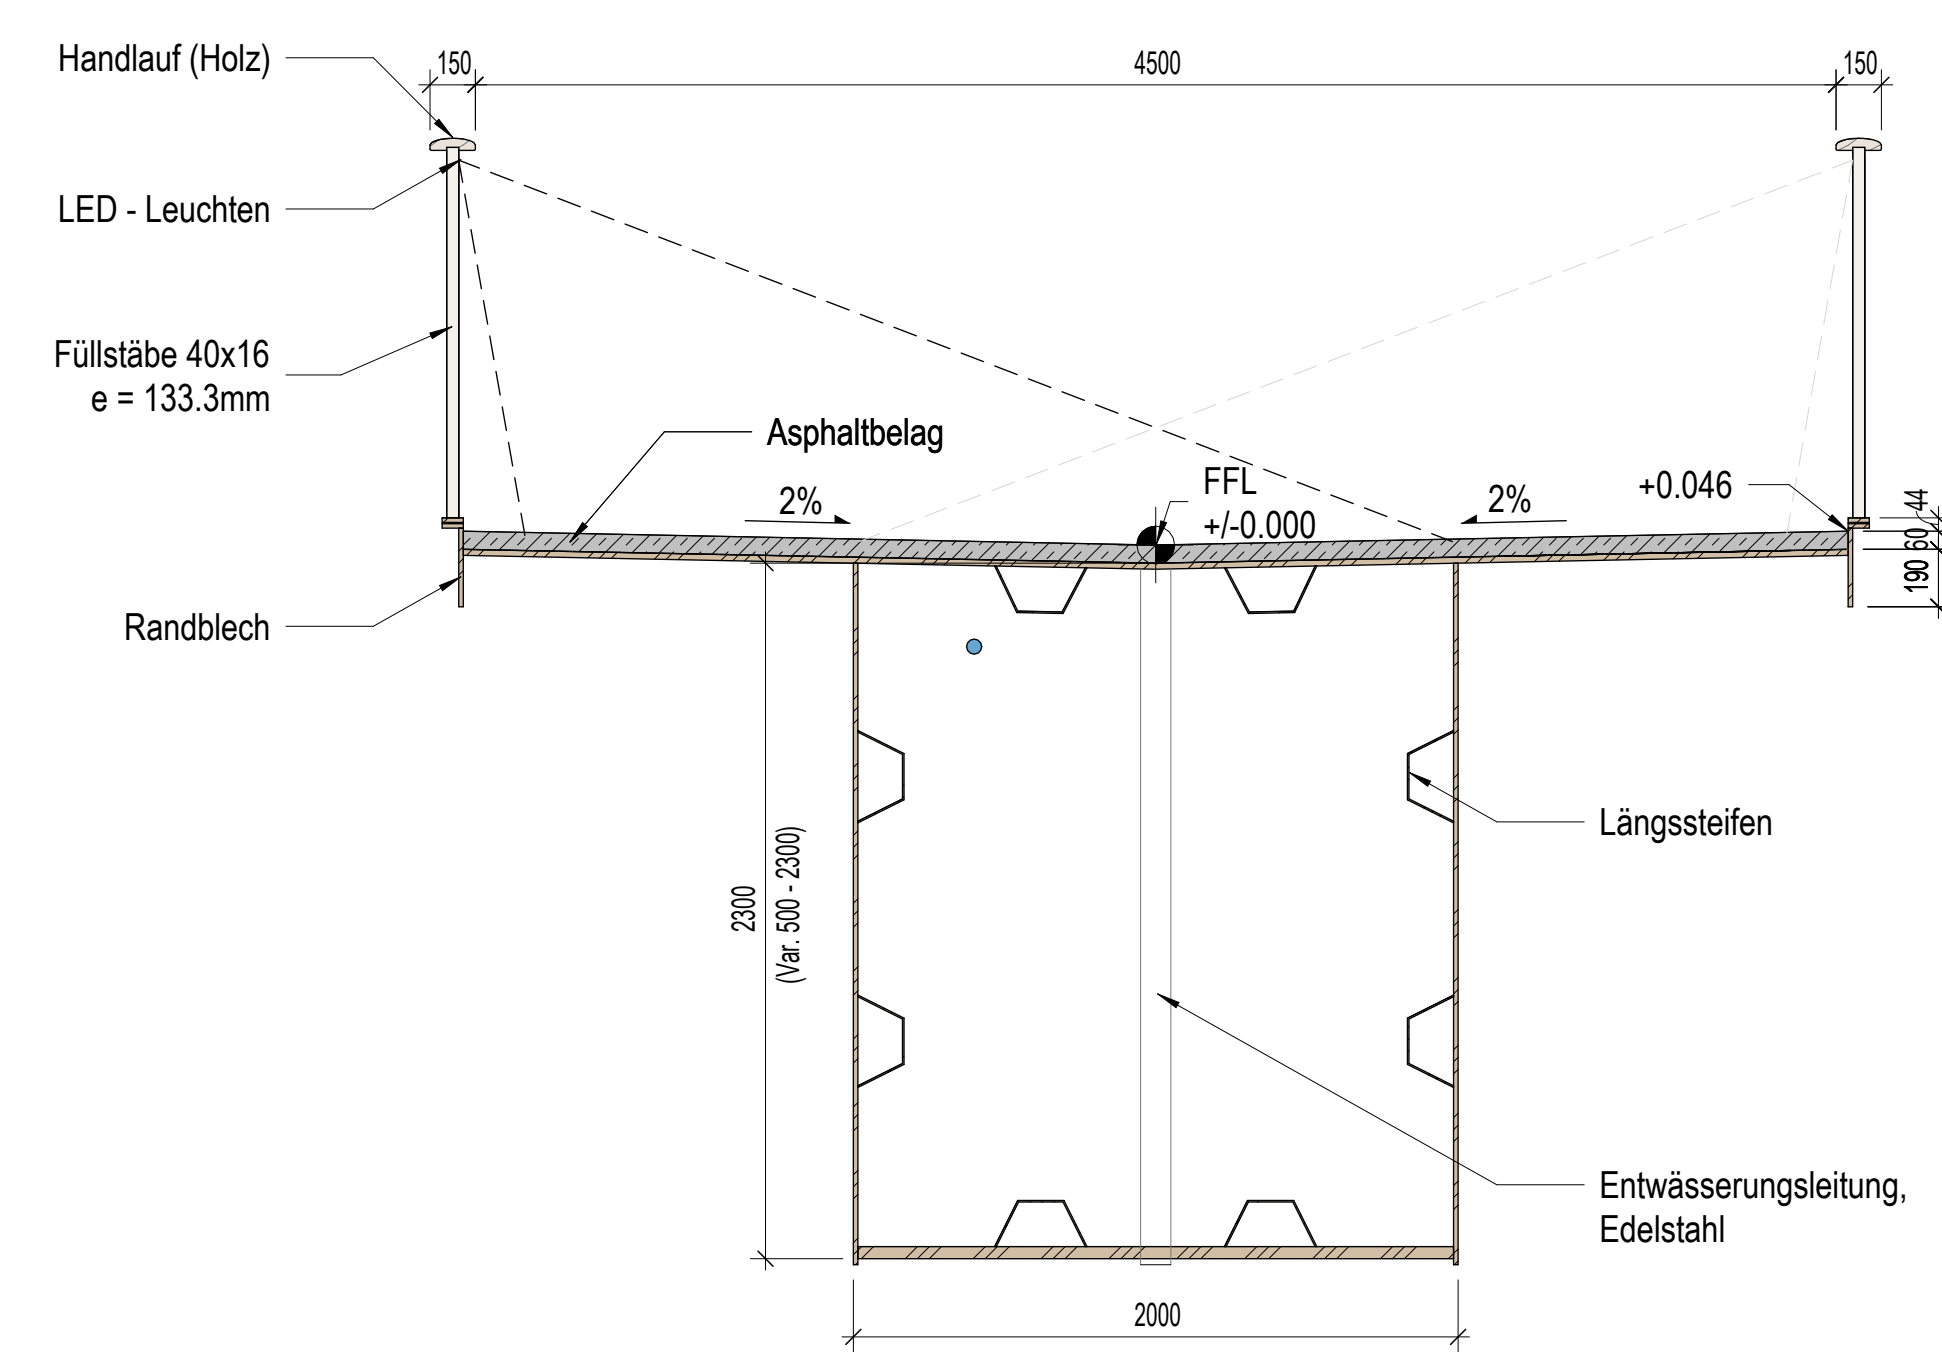 Handlauf (Holz)
150
4500
150
LED - Leuchten
Füllstäbe 40x16
e = 133.3mm
Asphaltbelag
2%
FFL
+/-0.000
2%
+0.046
44
60
190
Randblech
2300
(Var. 500 - 2300)
Längssteifen
Entwässerungsleitung,
Edelstahl
2000